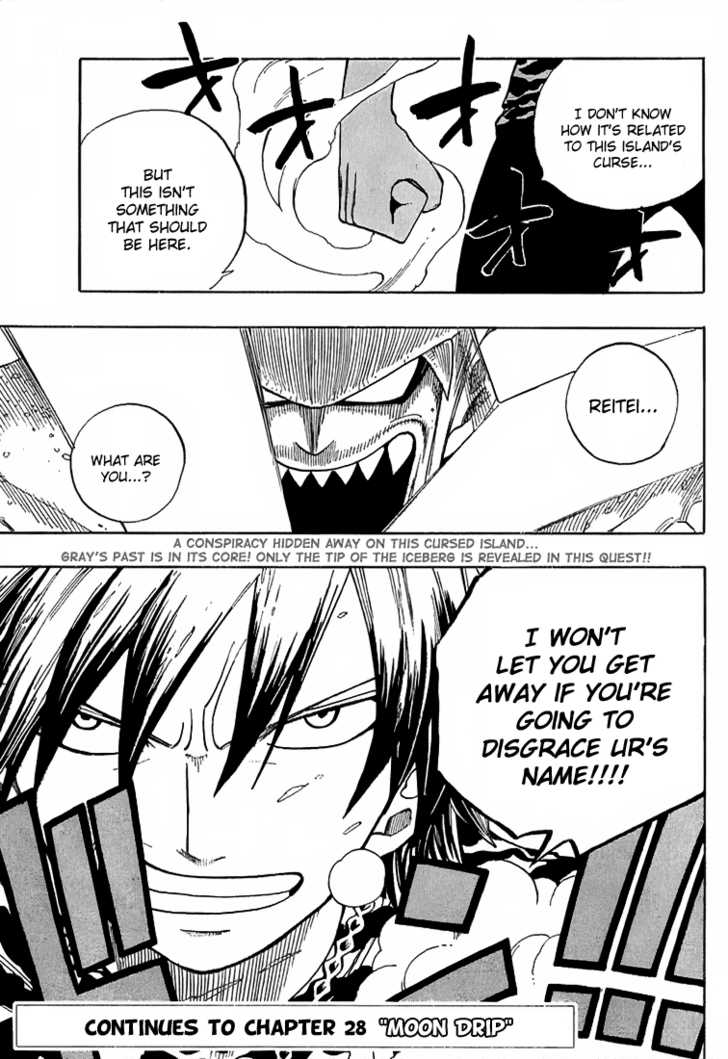 I DON'T KNOW
HOW IT'S RELATED
TO THIS ISLAND'S
CURSE...
BUT
THIS ISN'T
SOMETHING
THAT SHOULD
BE HERE.
REITEI...
WHAT ARE
YOU...?
A CONSPIRACY HIDDEN AWAY ON THIS CURSED ISLAND...
GRAY'S PAST IS IN ITS CORE! ONLY THE TIP OF THE ICEBERG IS REVEALED IN THIS QUEST!!
I WON'T
LET YOU GET
AWAY IF YOU'RE
GOING TO
DISGRACE UR'S
NAME!!!!
CONTINUES TO CHAPTER 28 "MOON DRIP"